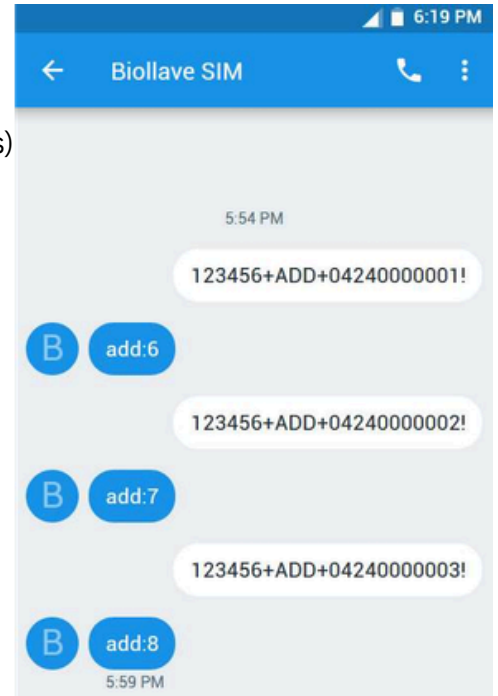 6:19 PM
Biollave SIM
s)
5:54 PM
123456+ADD+04240000001!
B add:6
123456+ADD+04240000002!
B add:7
123456+ADD+04240000003!
B add:8
5:59 PM